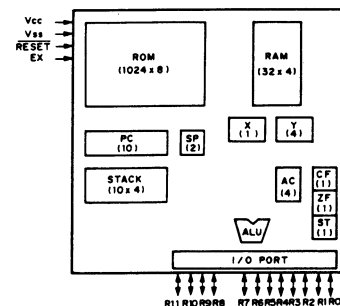 Vcc
Vss
RESET
EX
ROM
(1024 x 8)
RAM
(32 x 4)
X
(1)
Y
(4)
PC
(10)
SP
(2)
STACK
(10 x 4)
AC
(4)
CF
(1)
ZF
(1)
ST
(1)
ALU
I/O PORT
R11 R10 R9 R8 R7 R6 R5 R4 R3 R2 R1 R0